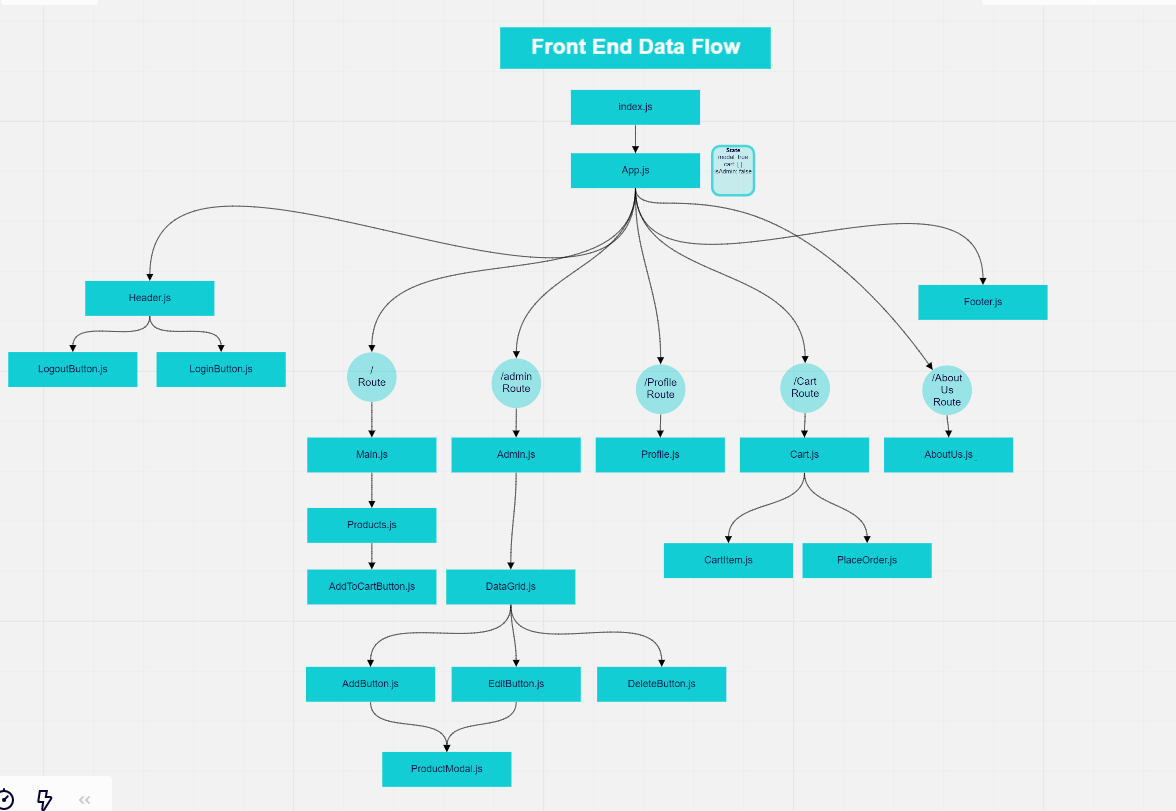 Front End Data Flow
index.js
App.js
State
modal: true
cart: [ ]
isAdmin: false
Header.js
Footer.js
LogoutButton.js
LoginButton.js
/
Route
/admin
Route
/Profile
Route
/Cart
Route
/About
Us
Route
Main.js
Admin.js
Profile.js
Cart.js
AboutUs.js
Products.js
CartItem.js
PlaceOrder.js
AddToCartButton.js
DataGrid.js
AddButton.js
EditButton.js
DeleteButton.js
ProductModal.js